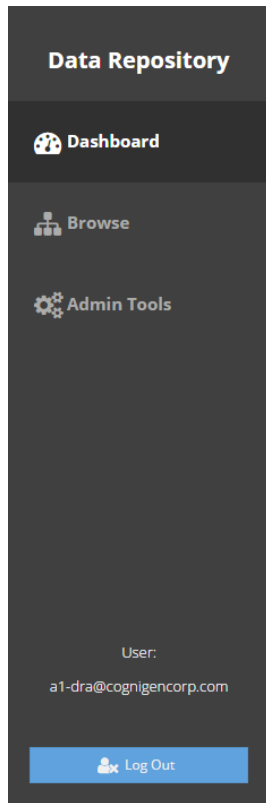 Data Repository
Dashboard
Browse
Admin Tools
User:
a1-dra@cognigencorp.com
Log Out